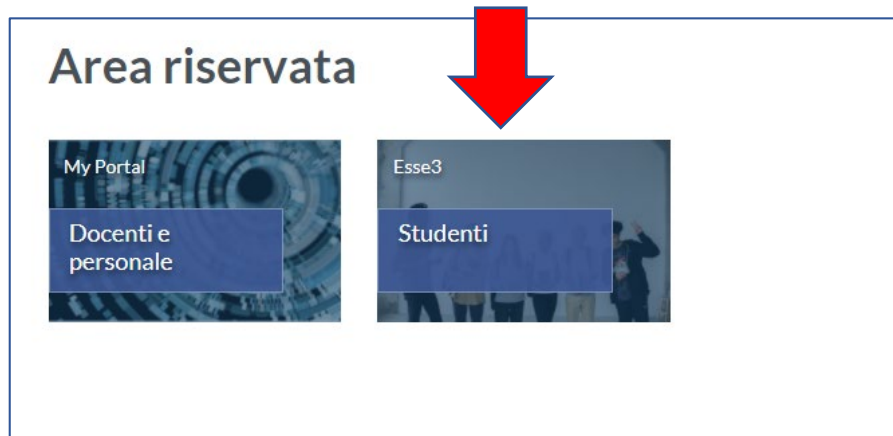 Area riservata
My Portal
Docenti e
personale
Esse3
Studenti